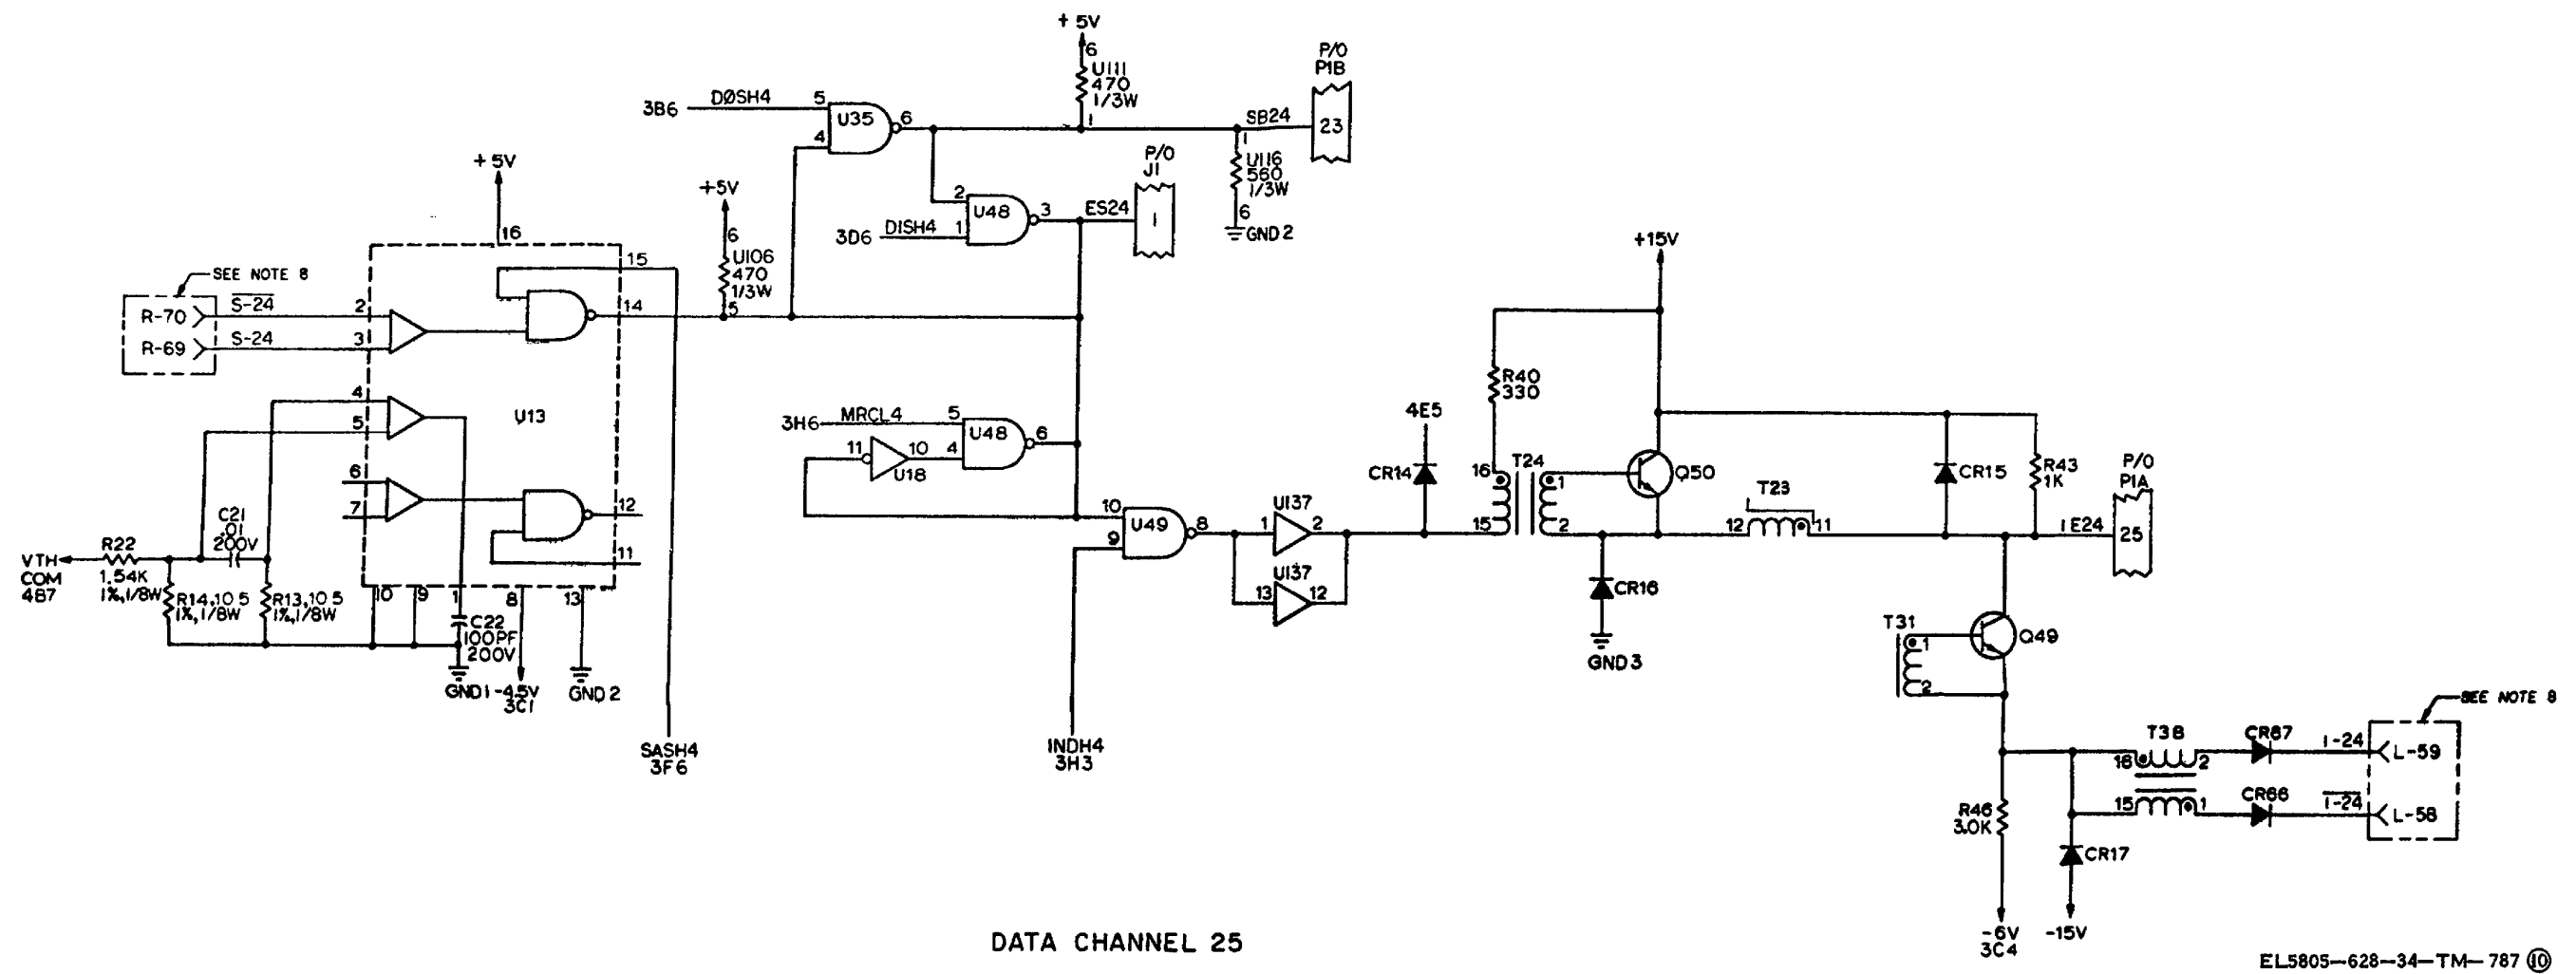 + 5V
6
U111
470
1/3W
1
P/O
P1B
23
SB24
3B6
DØSH4
5
4
U35
6
1
U116
560
1/3W
6
GND 2
P/O
J1
1
ES24
2
1
U48
3
3D6
DISH4
+ 5V
16
+5V
6
U106
470
1/3W
5
15
14
SEE NOTE 8
R-70
S-24
2
R-69
S-24
3
4
5
U13
6
7
12
11
C21
.01
200V
VTH
COM
4B7
R22
1.54K
1%,1/8W
R14,10.5
1%,1/8W
R13,10.5
1%,1/8W
10
9
1
8
13
C22
100PF
200V
GND1
-4.5V
3C1
GND 2
SASH4
3F6
3H6
MRCL4
5
4
U48
6
11
10
U18
10
9
U49
8
INDH4
3H3
1
U137
2
13
U137
12
4E5
CR14
+15V
R40
330
16
15
T24
1
2
Q50
CR16
GND 3
T23
12
11
CR15
R43
1K
P/O
P1A
25
IE24
T31
1
2
Q49
SEE NOTE 8
T38
16
2
15
1
CR67
CR66
I-24
I-24
L-59
L-58
R46
3.0K
CR17
-6V
3C4
-15V
DATA CHANNEL 25
EL5805-628-34-TM-787 ⑩